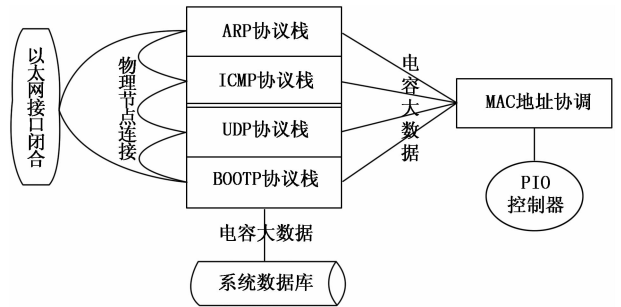 以太网接口闭合
物理节点连接
ARP协议栈
ICMP协议栈
UDP协议栈
BOOTP协议栈
电容大数据
MAC地址协调
PIO
控制器
电容大数据
系统数据库